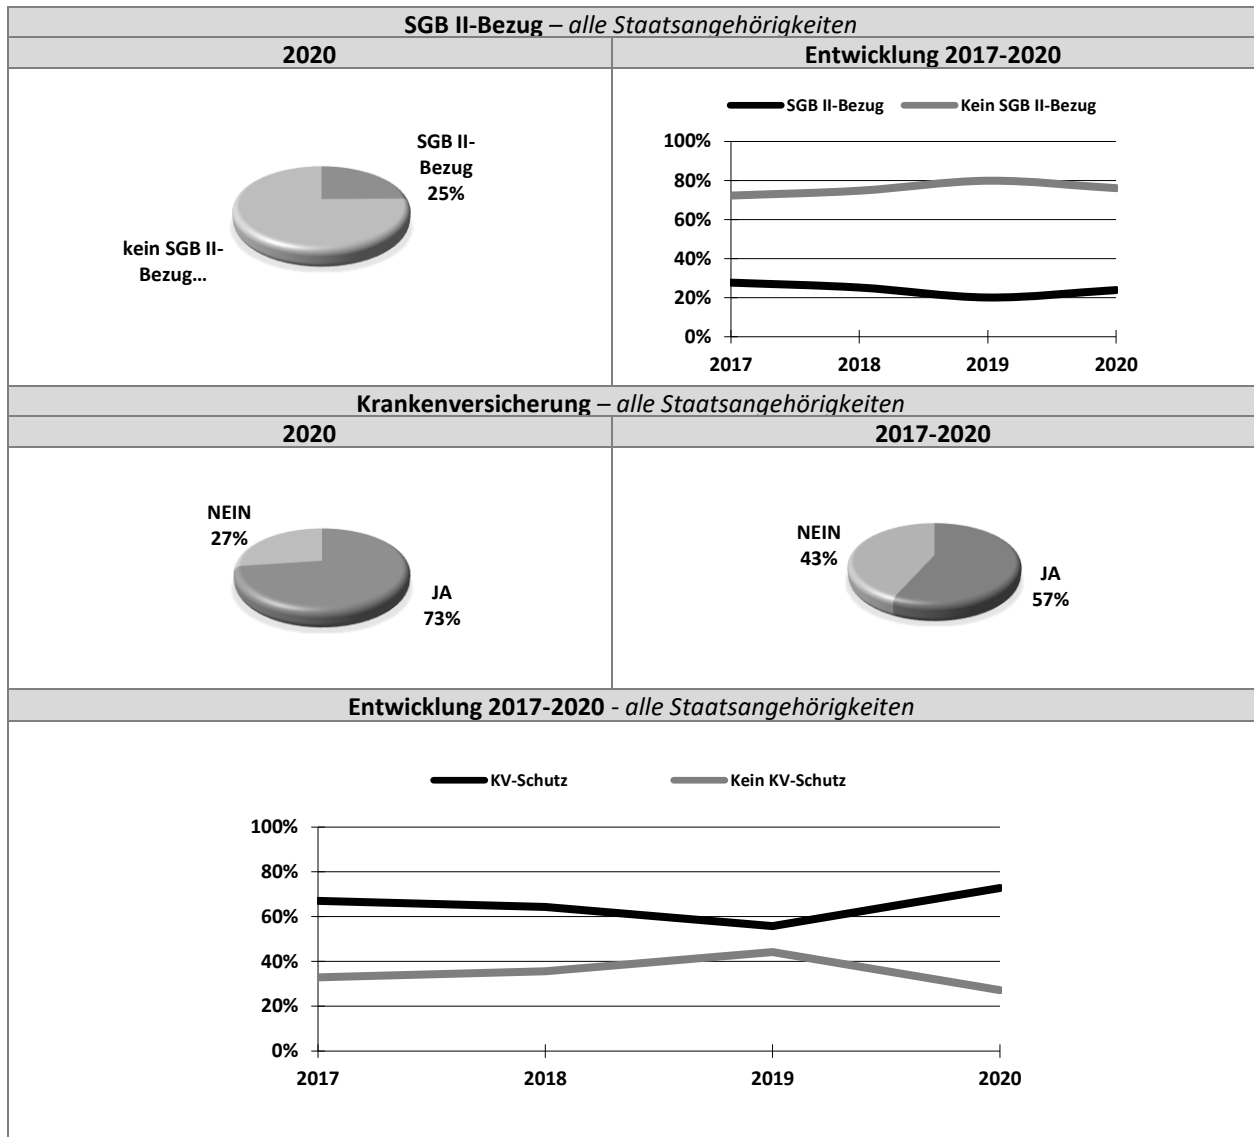 SGB II-Bezug – alle Staatsangehörigkeiten
2020
Entwicklung 2017-2020
SGB II-
Bezug
25%
kein SGB II-
Bezug…
SGB II-Bezug
Kein SGB II-Bezug
100%
80%
60%
40%
20%
0%
2017
2018
2019
2020
Krankenversicherung – alle Staatsangehörigkeiten
2020
2017-2020
NEIN
27%
JA
73%
NEIN
43%
JA
57%
Entwicklung 2017-2020 - alle Staatsangehörigkeiten
KV-Schutz
Kein KV-Schutz
100%
80%
60%
40%
20%
0%
2017
2018
2019
2020